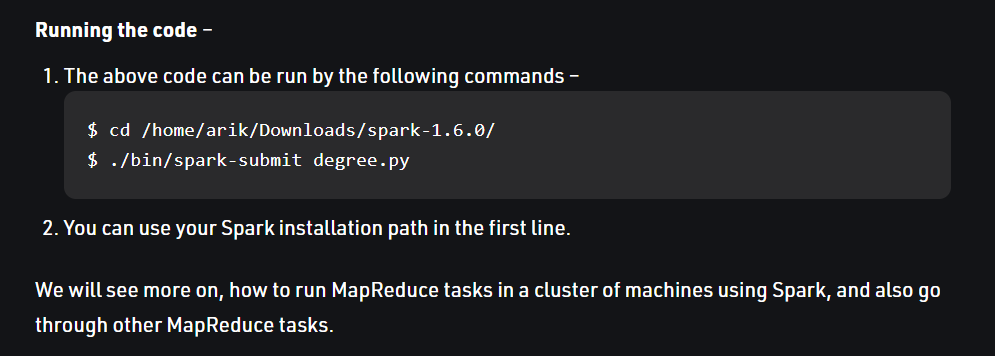 Running the code –
1. The above code can be run by the following commands –
$ cd /home/arik/Downloads/spark-1.6.0/
$ ./bin/spark-submit degree.py
2. You can use your Spark installation path in the first line.
We will see more on, how to run MapReduce tasks in a cluster of machines using Spark, and also go
through other MapReduce tasks.